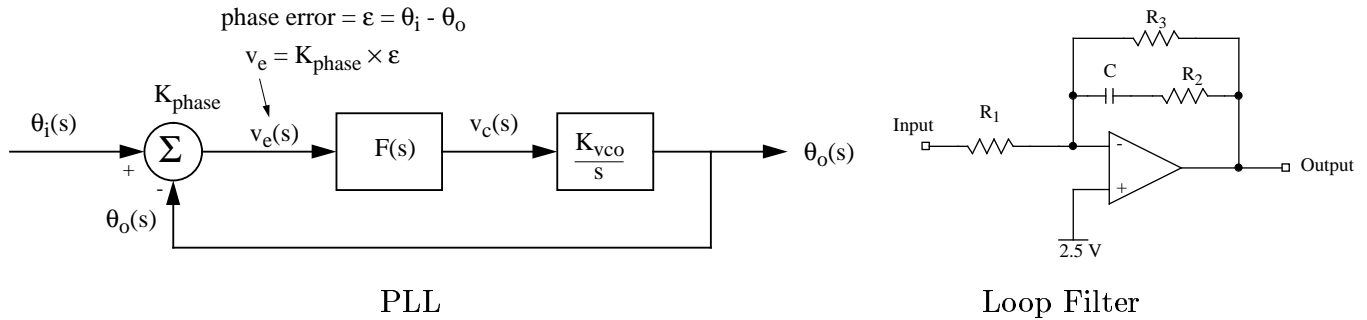 phase error = ε = θi - θo
ve = Kphase × ε
Kphase
θi(s)
Σ
+
-
θo(s)
ve(s)
F(s)
vc(s)
Kvco
s
θo(s)
PLL
R3
C
R2
R1
Input
-
+
Output
2.5 V
Loop Filter